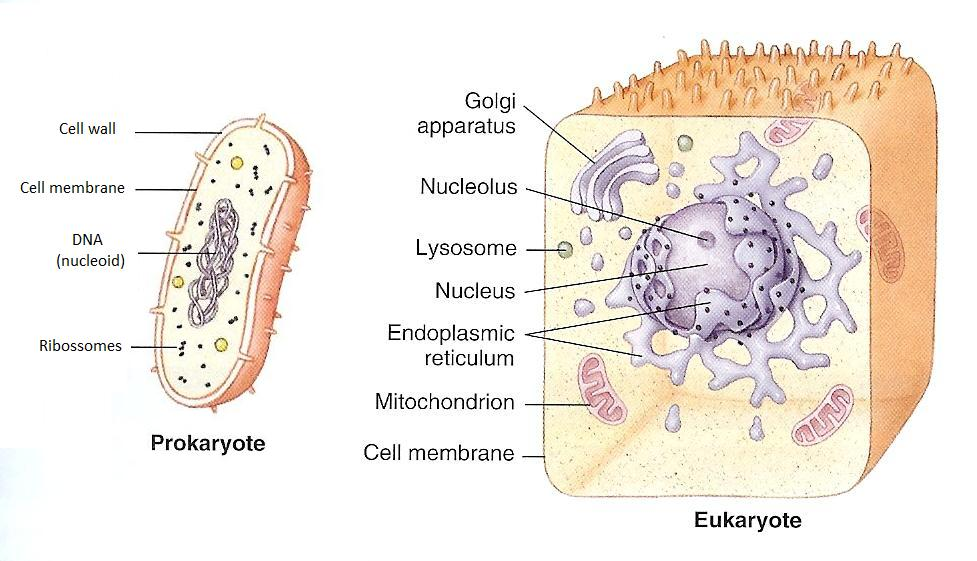 Cell wall
Cell membrane
DNA
(nucleoid)
Ribossomes
Prokaryote
Golgi
apparatus
Nucleolus
Lysosome
Nucleus
Endoplasmic
reticulum
Mitochondrion
Cell membrane
Eukaryote